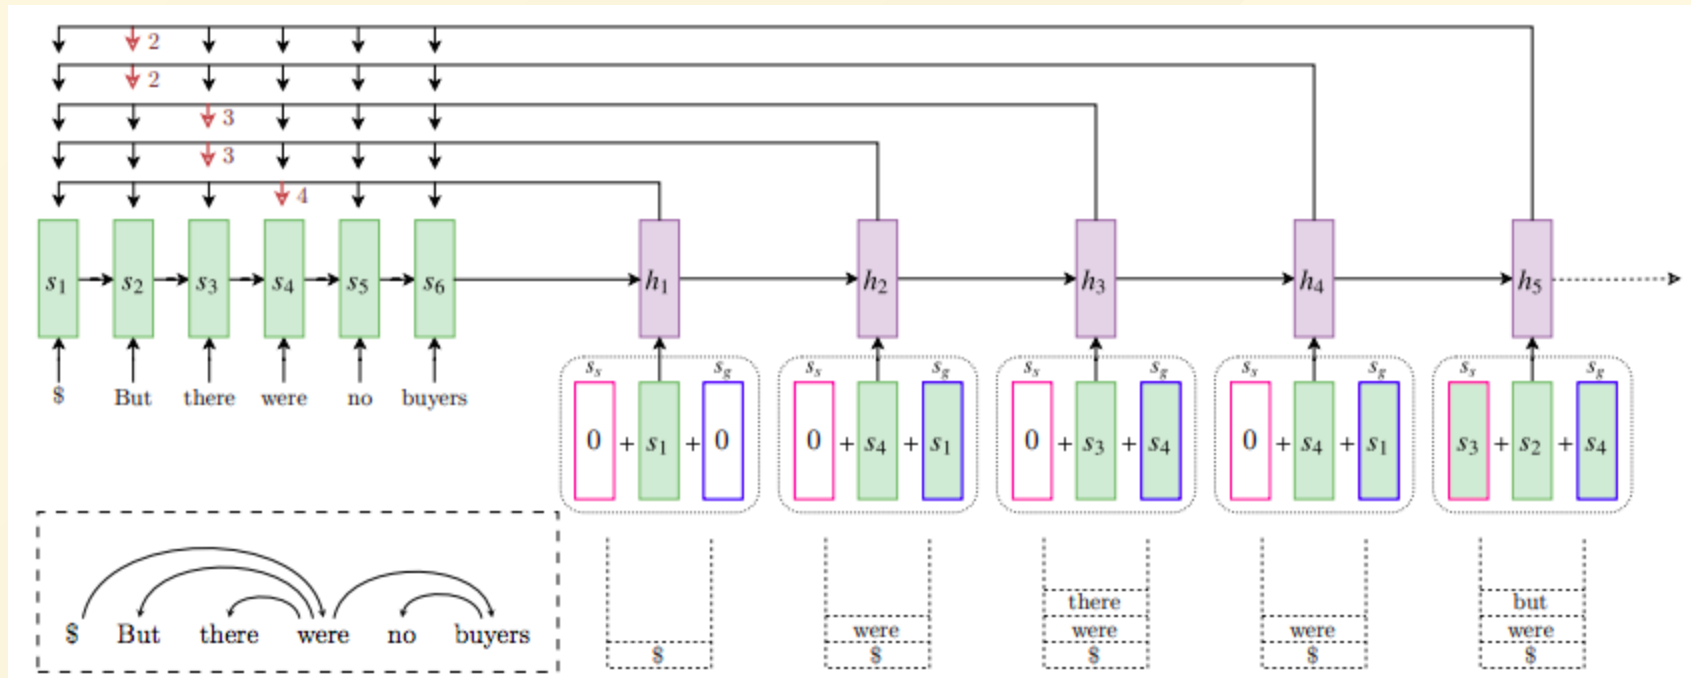 2
2
3
3
4
s1 s2 s3 s4 s5 s6 h1 h2 h3 h4 h5
$ But there were no buyers
ss sg ss sg ss sg ss sg ss sg
0 + s1 + 0 0 + s4 + s1 0 + s3 + s4 0 + s4 + s1 s3 + s2 + s4
$ But there were no buyers
$
were
$
there
were
$
were
$
but
were
$